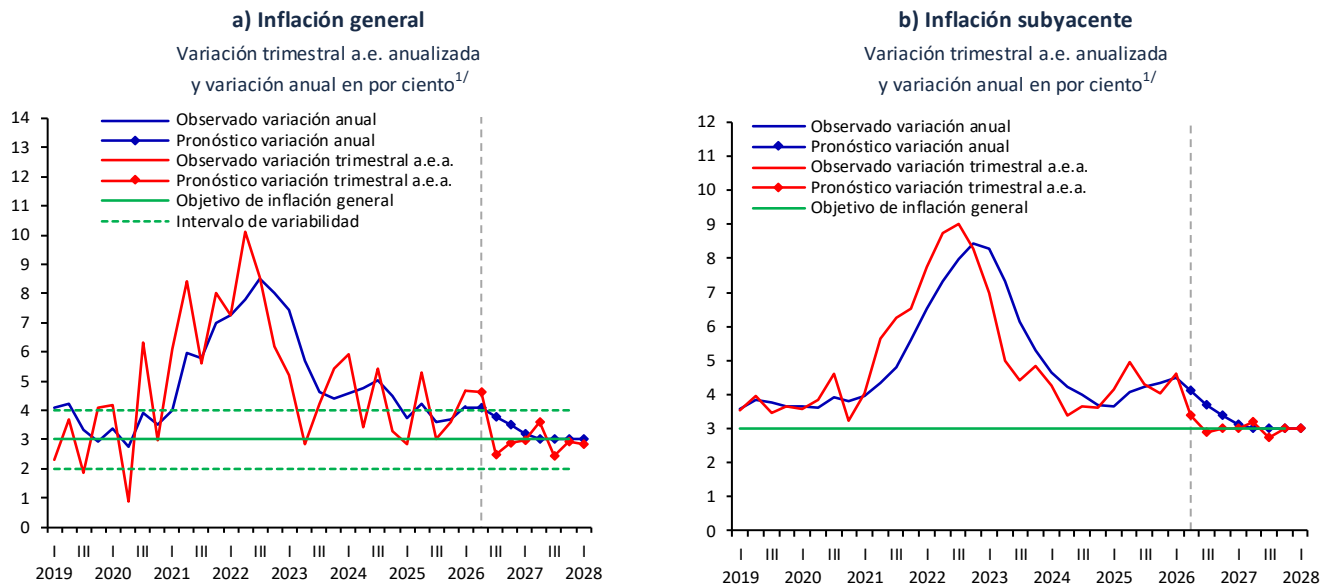 a) Inflación general
Variación trimestral a.e. anualizada
y variación anual en por ciento1/
14
13
12
11
10
9
8
7
6
5
4
3
2
1
0
Observado variación anual
Pronóstico variación anual
Observado variación trimestral a.e.a.
Pronóstico variación trimestral a.e.a.
Objetivo de inflación general
Intervalo de variabilidad
I III I III I III I III I III I III I III I III I III I
2019 2020 2021 2022 2023 2024 2025 2026 2027 2028
b) Inflación subyacente
Variación trimestral a.e. anualizada
y variación anual en por ciento1/
12
11
10
9
8
7
6
5
4
3
2
1
0
Observado variación anual
Pronóstico variación anual
Observado variación trimestral a.e.a.
Pronóstico variación trimestral a.e.a.
Objetivo de inflación general
I III I III I III I III I III I III I III I III I III I
2019 2020 2021 2022 2023 2024 2025 2026 2027 2028